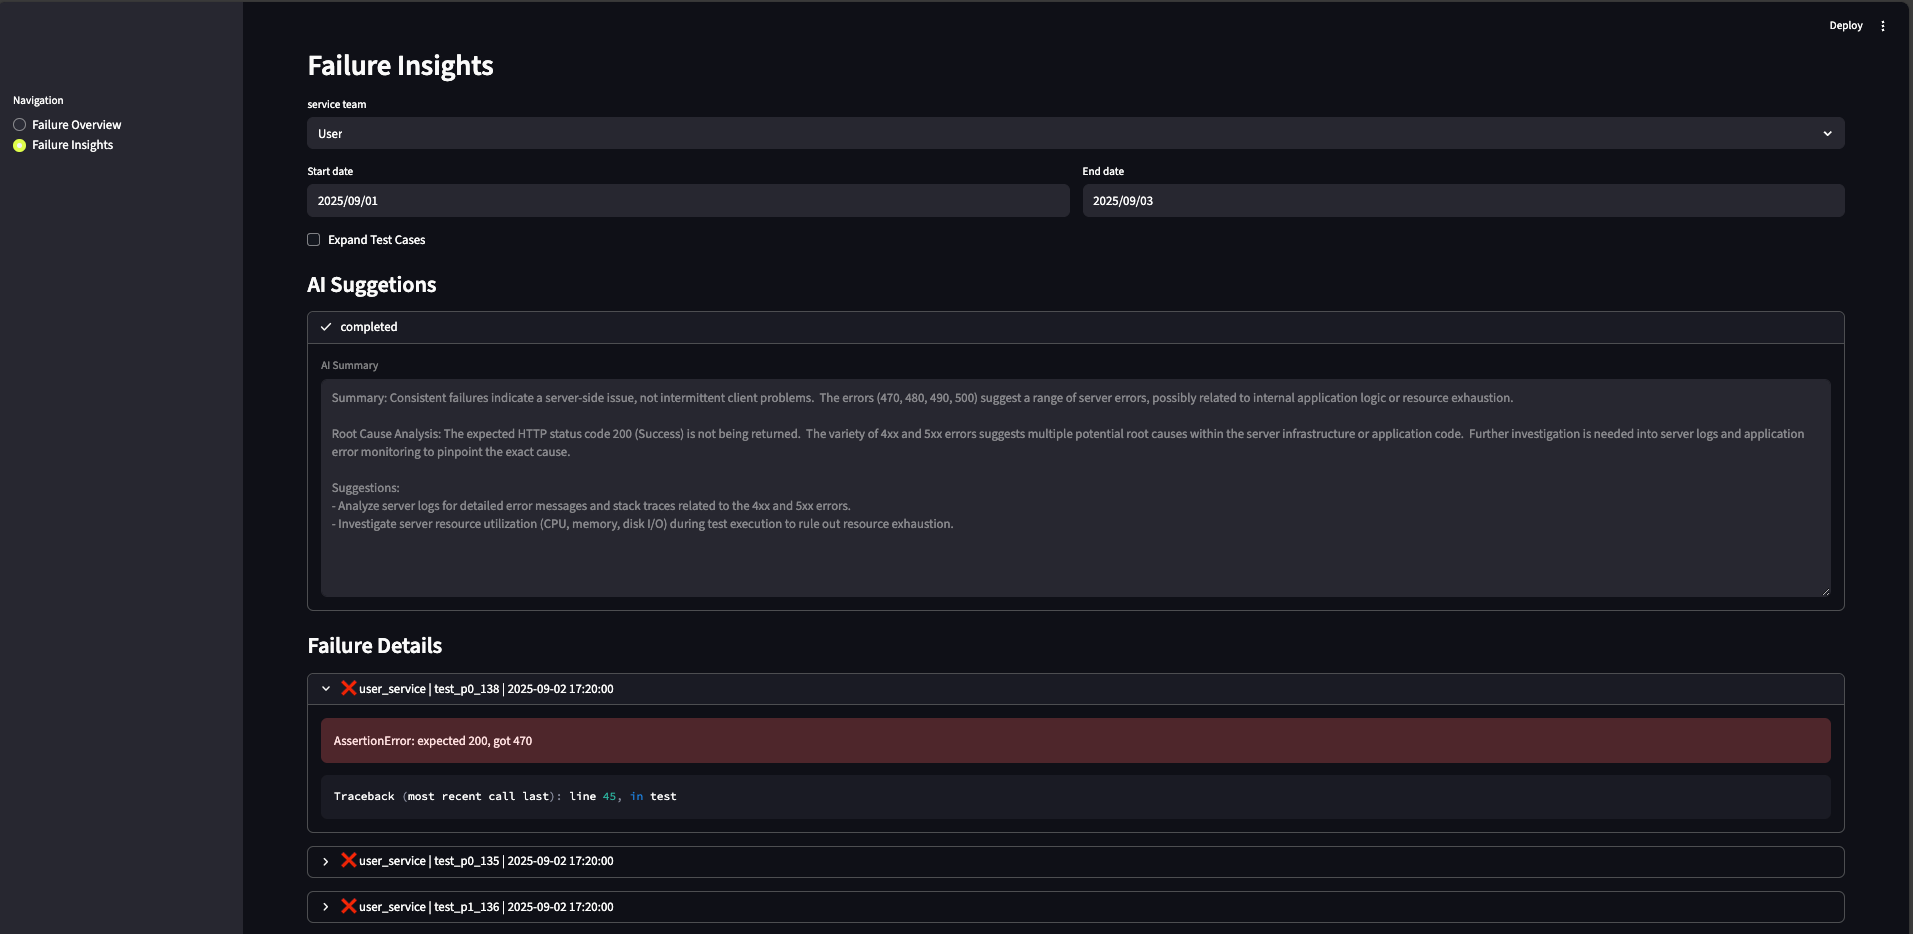 Deploy
Navigation
Failure Overview
Failure Insights
Failure Insights
service team
User
Start date
End date
2025/09/01
2025/09/03
Expand Test Cases
AI Suggetions
completed
AI Summary
Summary: Consistent failures indicate a server-side issue, not intermittent client problems.  The errors (470, 480, 490, 500) suggest a range of server errors, possibly related to internal application logic or resource exhaustion.
Root Cause Analysis: The expected HTTP status code 200 (Success) is not being returned.  The variety of 4xx and 5xx errors suggests multiple potential root causes within the server infrastructure or application code.  Further investigation is needed into server logs and application
error monitoring to pinpoint the exact cause.
Suggestions:
- Analyze server logs for detailed error messages and stack traces related to the 4xx and 5xx errors.
- Investigate server resource utilization (CPU, memory, disk I/O) during test execution to rule out resource exhaustion.
Failure Details
❌ user_service | test_p0_138 | 2025-09-02 17:20:00
AssertionError: expected 200, got 470
Traceback (most recent call last): line 45, in test
❌ user_service | test_p0_135 | 2025-09-02 17:20:00
❌ user_service | test_p1_136 | 2025-09-02 17:20:00